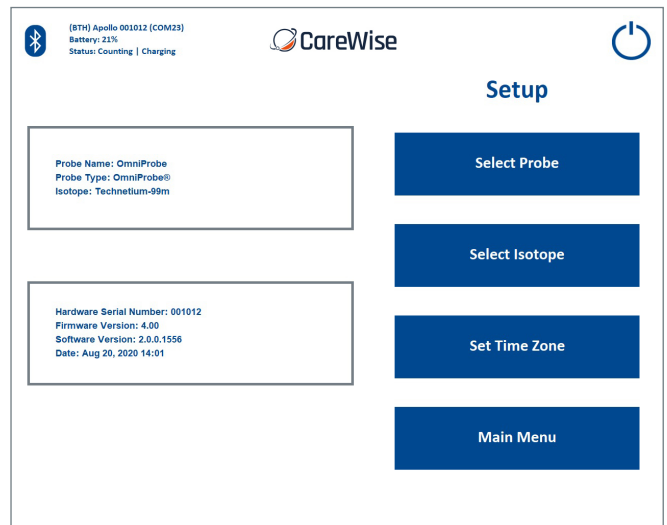 (BTH) Apollo 001012 (COM23)
Battery: 21%
Status: Counting | Charging
CareWise
Setup
Probe Name: OmniProbe
Probe Type: OmniProbe®
Isotope: Technetium-99m
Hardware Serial Number: 001012
Firmware Version: 4.00
Software Version: 2.0.0.1556
Date: Aug 20, 2020 14:01
Select Probe
Select Isotope
Set Time Zone
Main Menu